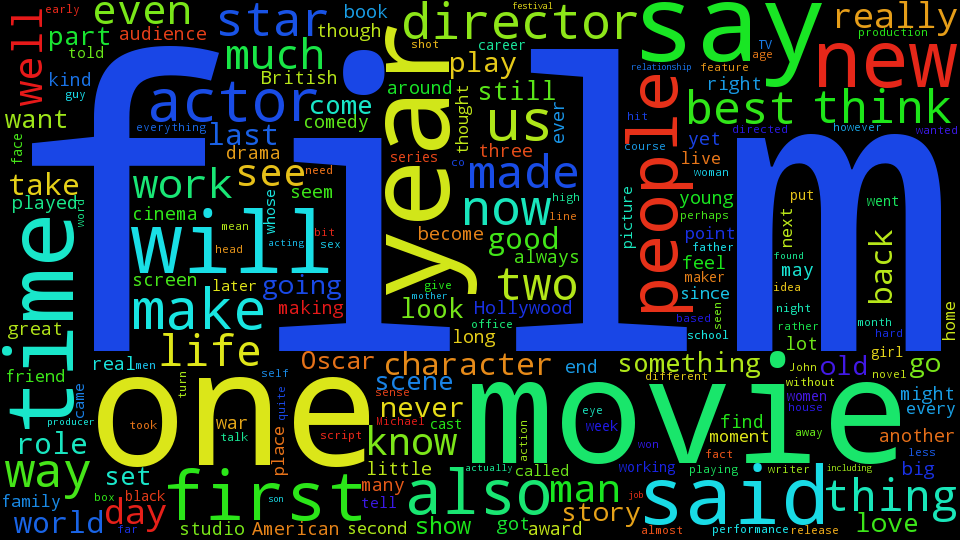 film
one
movie
year
say
will
time
people
said
first
also
new
director
star
even
much
actor
us
see
work
make
life
now
two
made
best think
really
production
early
part
audience
though
book
festival
told
kind
guy
well
want
British
come
comedy
shot
career
play
around
still
thought
ever
TV
age
feature
relationship
right
hit
course
yet
directed
however
wanted
everything
last
drama
need
face
take
played
word
cinema
seem
mean
whose
head
acting
bit
sex
screen
later
going
making
series
co
three
become
good
always
high
line
picture
live
woman
young
perhaps
point
father
feel
maker
since
seen
based
school
put
next
went
back
found
may
idea
night
rather
month
hard
home
lot
girl
great
friend
real
men
look
give
mother
Hollywood
office
long
Oscar
character
end
something
different
John
without
old
novel
go
self
quite
turn
scene
sense
never
Michael
cast
know
little
many
tell
came
producer
role
took
war
talk
place
script
way
set
action
actually
called
man
eye
week
won
working
job
find
moment
fact
playing
women
house
away
writer
including
might
every
another
less
big
thing
love
family
box
black
day
world
far
son
studio
American
second
show
got
award
story
almost
performance
release